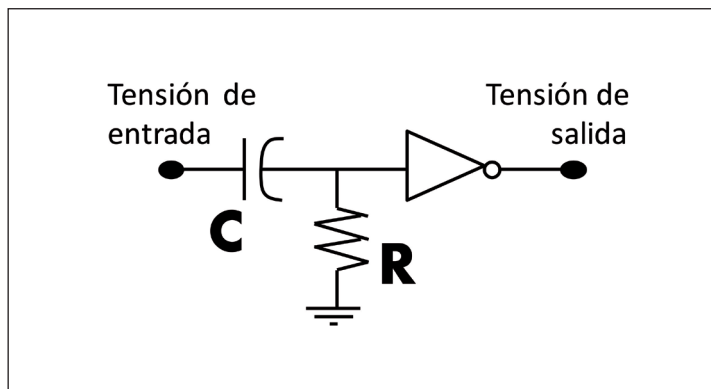 Tensión de
entrada
Tensión de
salida
C
R